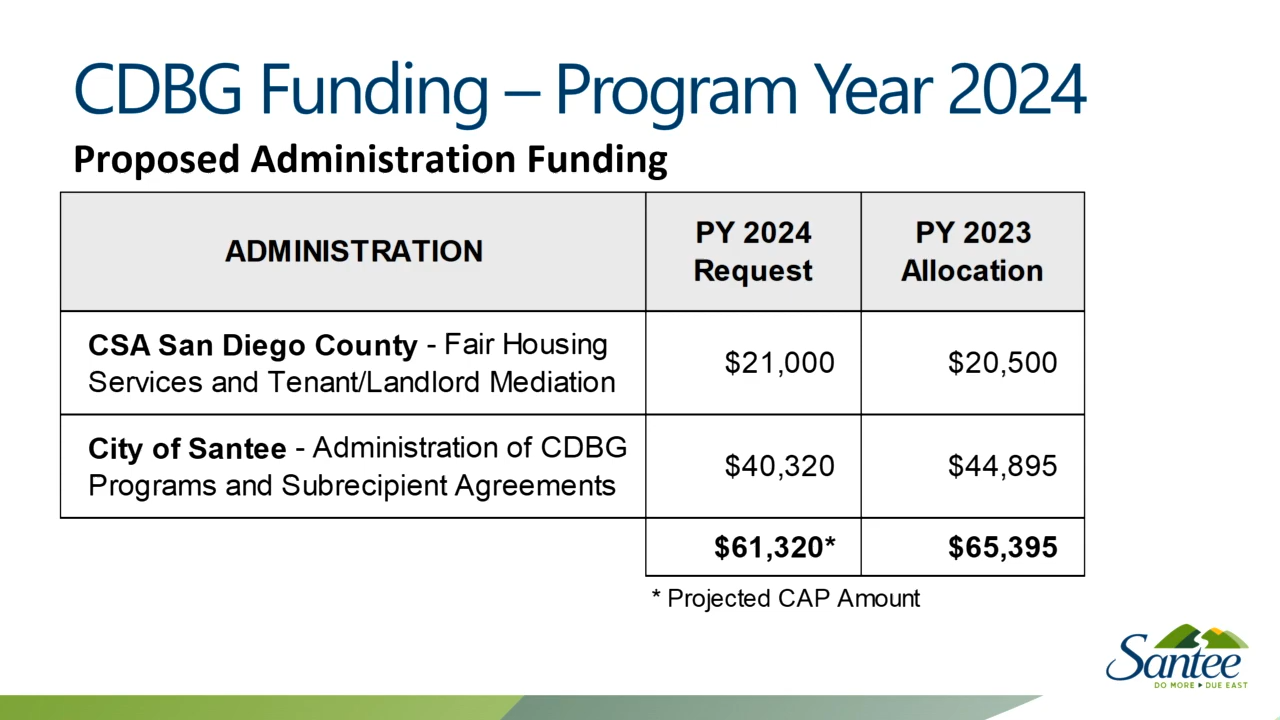 CDBG Funding – Program Year 2024
Proposed Administration Funding
ADMINISTRATION
PY 2024
Request
PY 2023
Allocation
CSA San Diego County - Fair Housing
Services and Tenant/Landlord Mediation
$21,000
$20,500
City of Santee - Administration of CDBG
Programs and Subrecipient Agreements
$40,320
$44,895
$61,320*
$65,395
* Projected CAP Amount
Santee
DO MORE ▸ DUE EAST